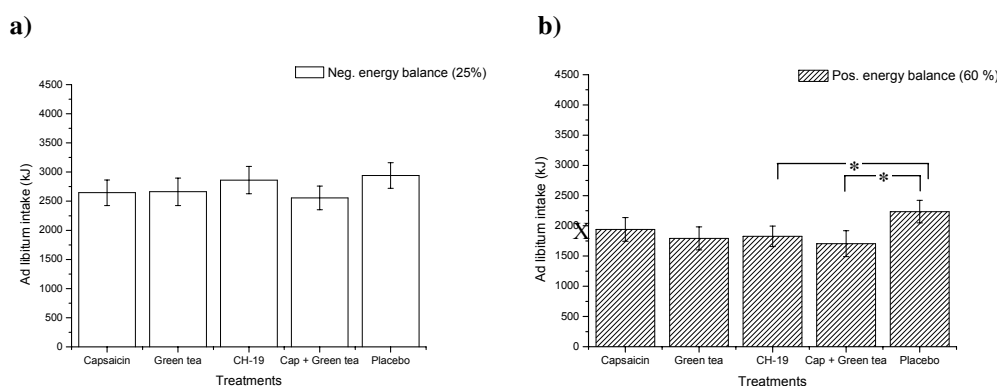 a)
Neg. energy balance (25%)
4500
4000
3500
3000
2500
2000
1500
1000
500
0
Ad libitum intake (kJ)
Capsaicin Green tea CH-19 Cap + Green tea Placebo
Treatments
b)
Pos. energy balance (60 %)
4500
4000
3500
3000
2500
2000
1500
1000
500
0
Ad libitum intake (kJ)
X
*
*
Capsaicin Green tea CH-19 Cap + Green tea Placebo
Treatments